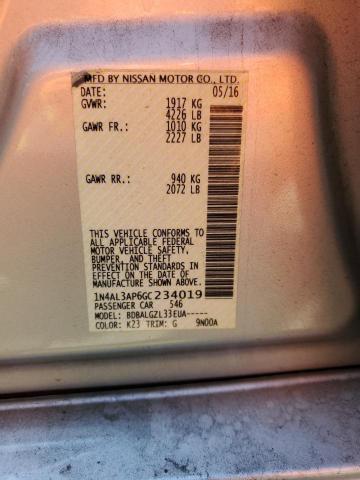 MFD BY NISSAN MOTOR CO., LTD.
DATE: 05/16
GVWR: 1917 KG
4226 LB
GAWR FR.: 1010 KG
2227 LB
GAWR RR.: 940 KG
2072 LB
THIS VEHICLE CONFORMS TO
ALL APPLICABLE FEDERAL
MOTOR VEHICLE SAFETY,
BUMPER, AND THEFT
PREVENTION STANDARDS IN
EFFECT ON THE DATE OF
MANUFACTURE SHOWN ABOVE.
1N4AL3AP6GC234019
PASSENGER CAR 546
MODEL: BDBALGZL33EUA-----
COLOR: K23 TRIM: G 9N00A